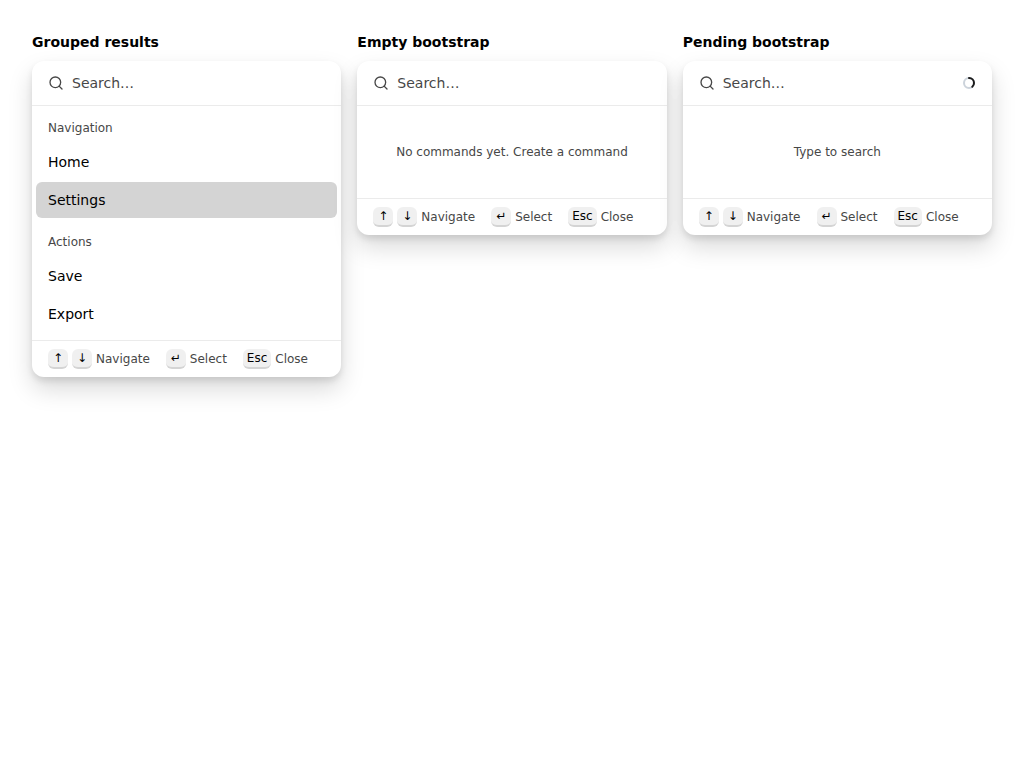 Grouped results
Search...
Navigation
Home
Settings
Actions
Save
Export
↑ ↓ Navigate ↵ Select Esc Close
Empty bootstrap
Search...
No commands yet. Create a command
↑ ↓ Navigate ↵ Select Esc Close
Pending bootstrap
Search...
Type to search
↑ ↓ Navigate ↵ Select Esc Close